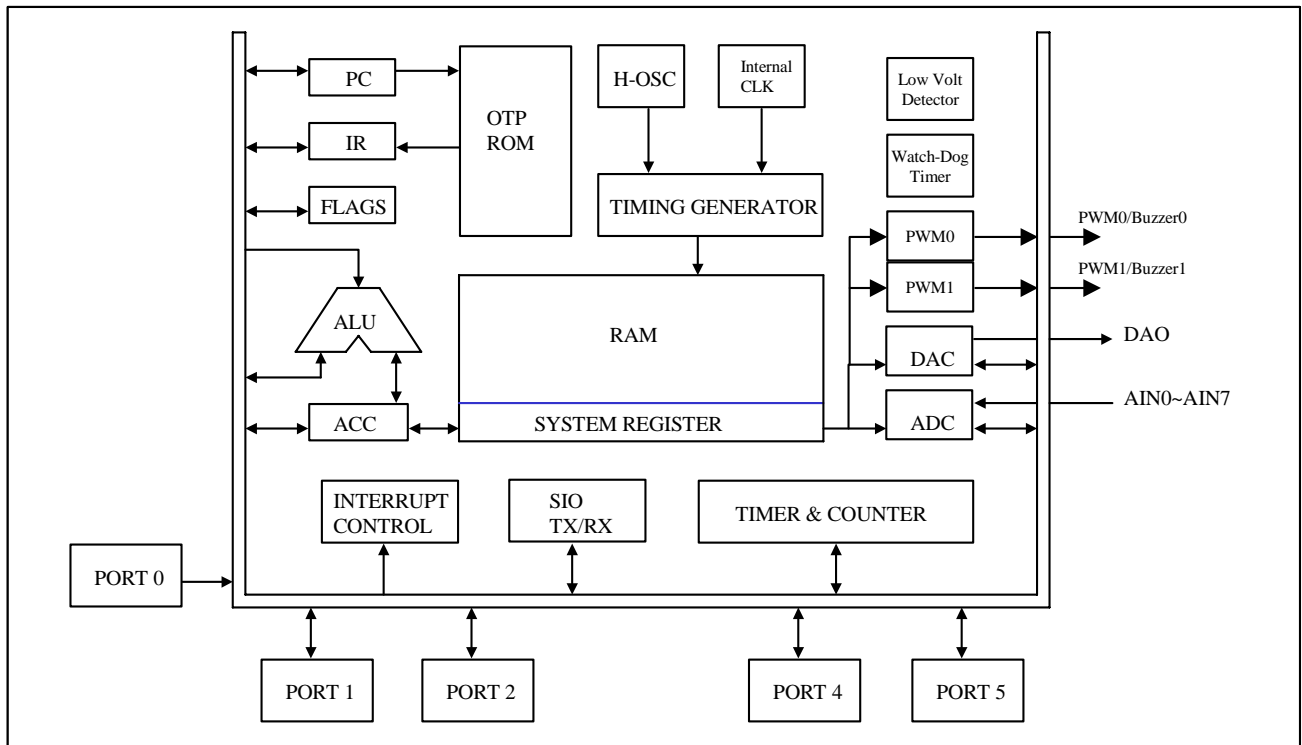 PC
IR
FLAGS
OTP
ROM
H-OSC
Internal
CLK
TIMING GENERATOR
Low Volt
Detector
Watch-Dog
Timer
PWM0
PWM0/Buzzer0
PWM1
PWM1/Buzzer1
ALU
RAM
DAC
DAO
ACC
SYSTEM REGISTER
ADC
AIN0~AIN7
INTERRUPT
CONTROL
SIO
TX/RX
TIMER & COUNTER
PORT 0
PORT 1
PORT 2
PORT 4
PORT 5